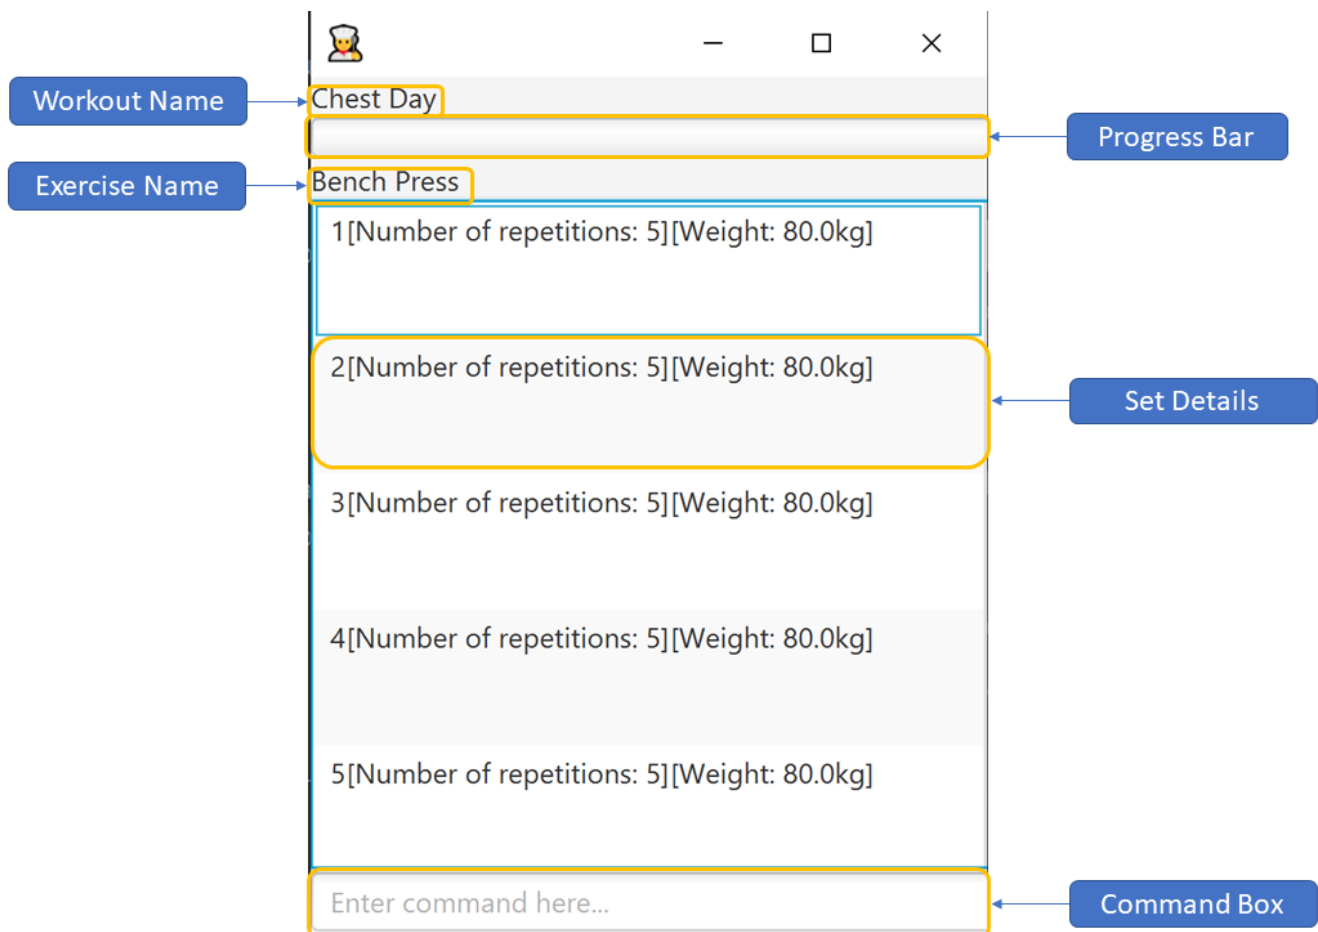 Workout Name
Chest Day
Progress Bar
Exercise Name
Bench Press
1[Number of repetitions: 5][Weight: 80.0kg]
2[Number of repetitions: 5][Weight: 80.0kg]
Set Details
3[Number of repetitions: 5][Weight: 80.0kg]
4[Number of repetitions: 5][Weight: 80.0kg]
5[Number of repetitions: 5][Weight: 80.0kg]
Enter command here...
Command Box